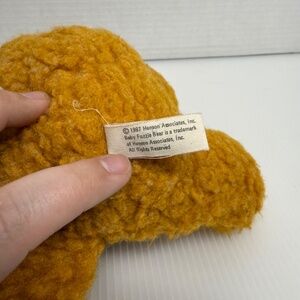 © 1987 Henson Associates, Inc.
Baby Fozzie Bear is a trademark
of Henson Associates, Inc.
All Rights Reserved